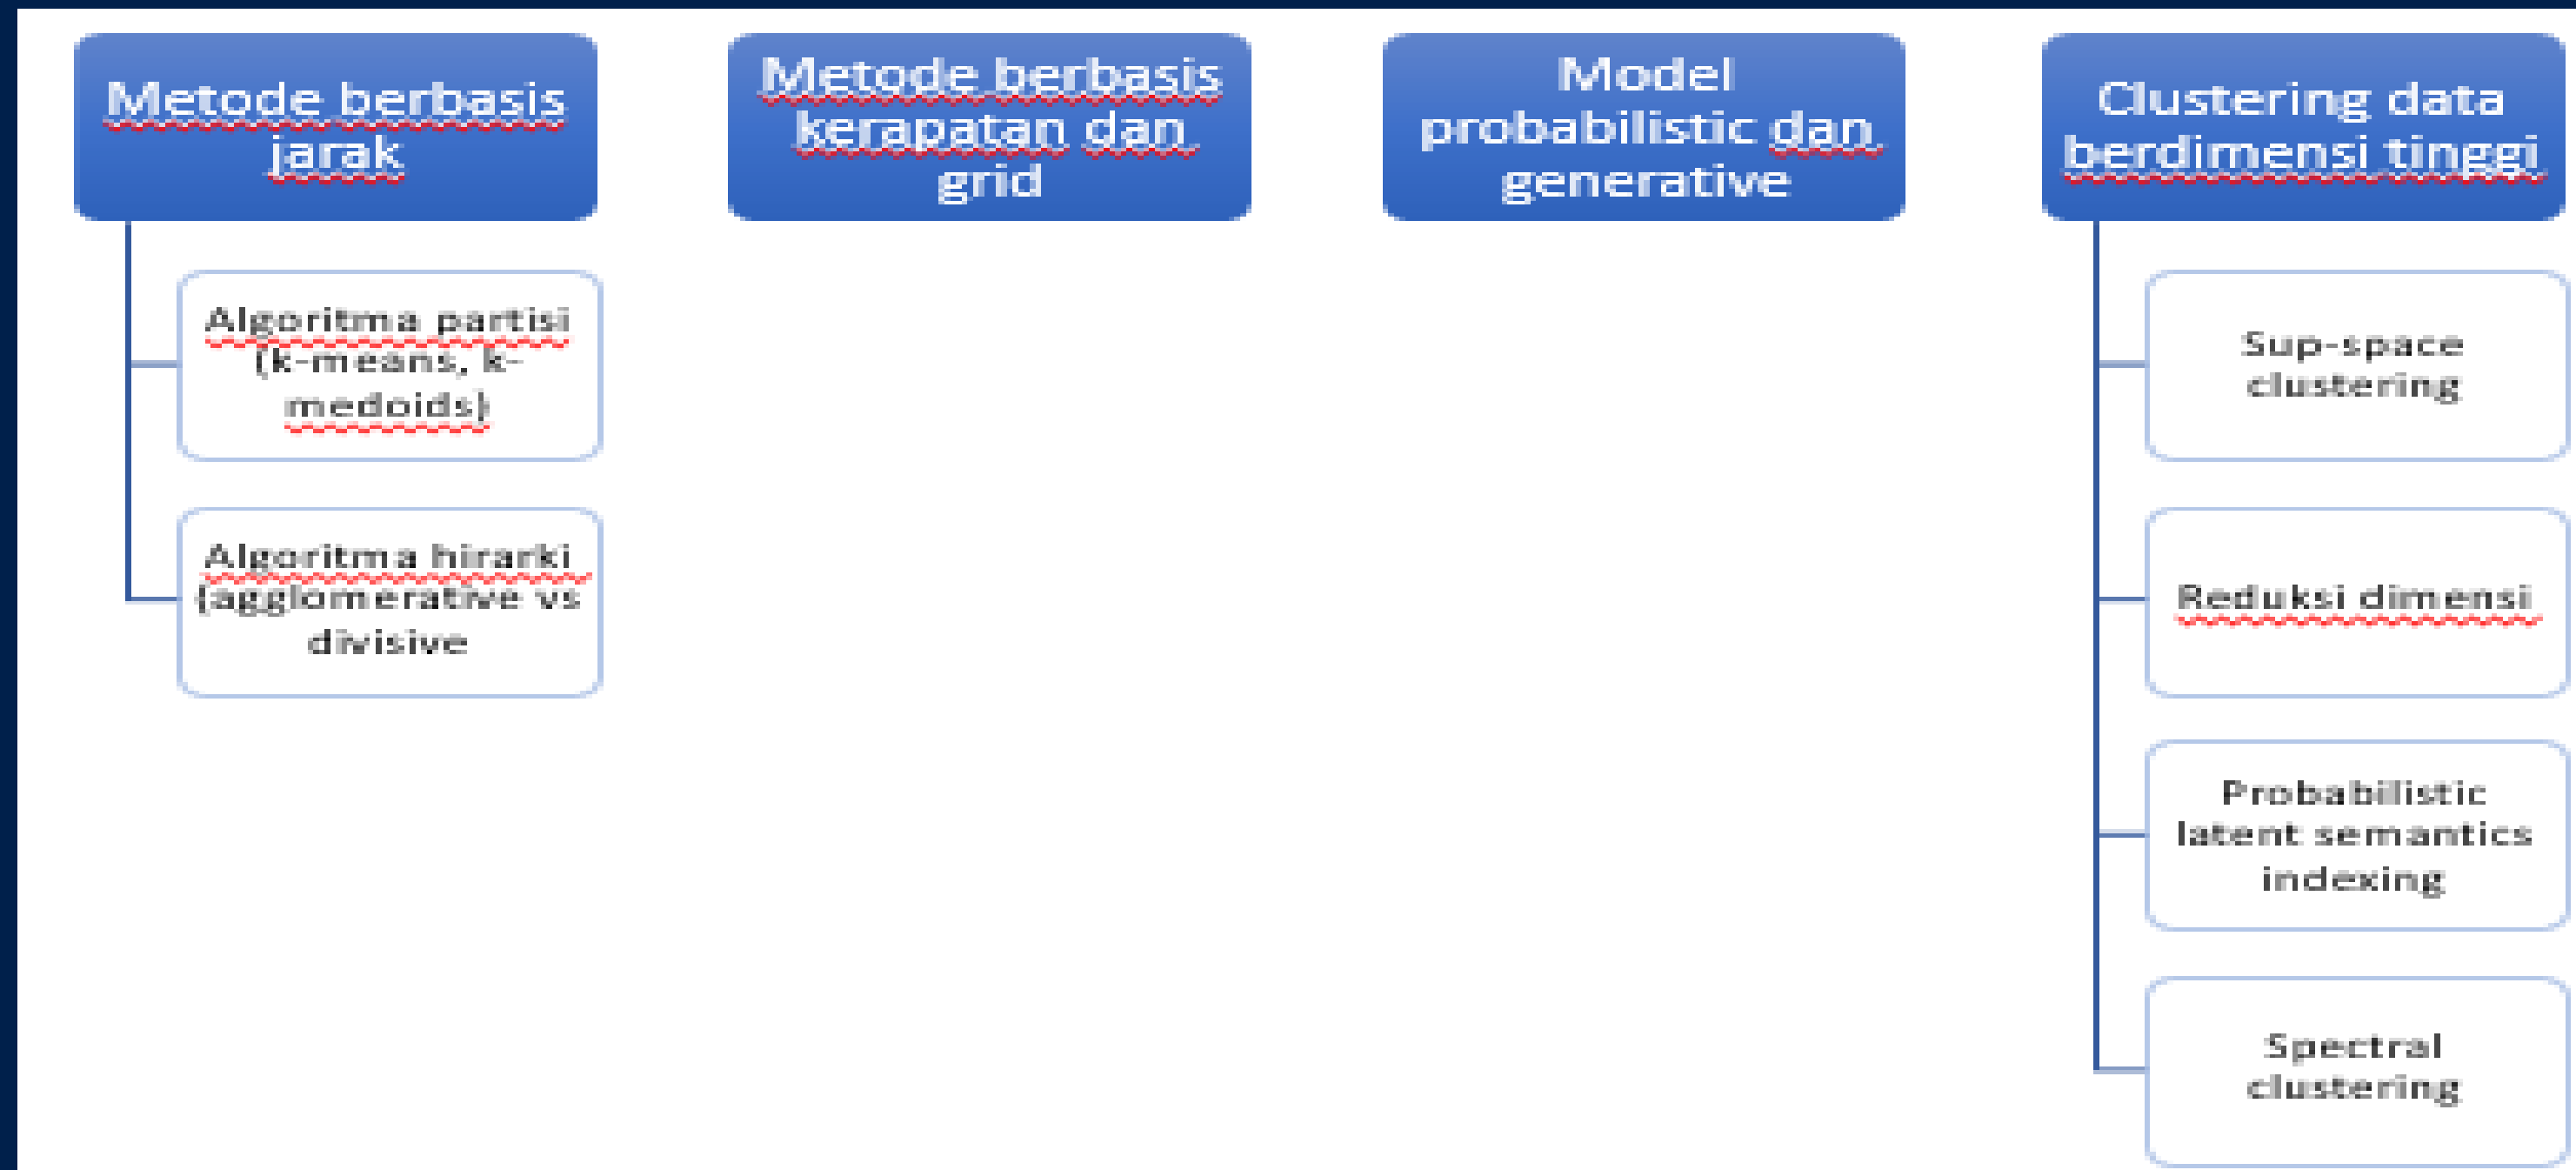 Metode berbasis
jarak
Algoritma partisi
(k-means, k-
medoids)
Algoritma hirarki
(agglomerative vs
divisive
Metode berbasis
kerapatan dan
grid
Model
probabilistic dan
generative
Clustering data
berdimensi tinggi
Sup-space
clustering
Reduksi dimensi
Probabilistic
latent semantics
indexing
Spectral
clustering